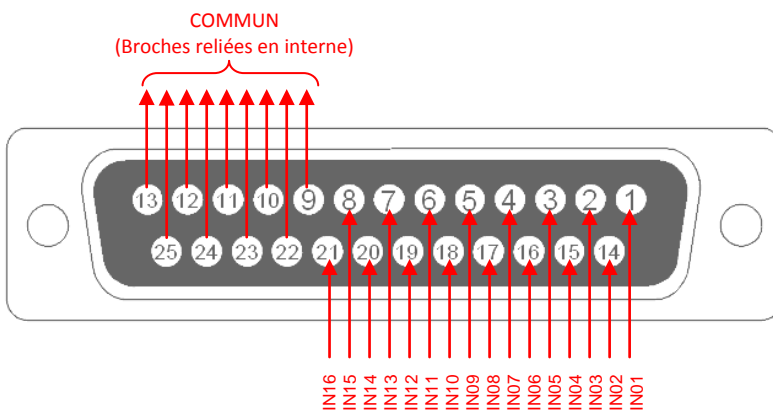 COMMUN
(Broches reliées en interne)
13 12 11 10 9 8 7 6 5 4 3 2 1
25 24 23 22 21 20 19 18 17 16 15 14
IN16
IN15
IN14
IN13
IN12
IN11
IN10
IN09
IN08
IN07
IN06
IN05
IN04
IN03
IN02
IN01